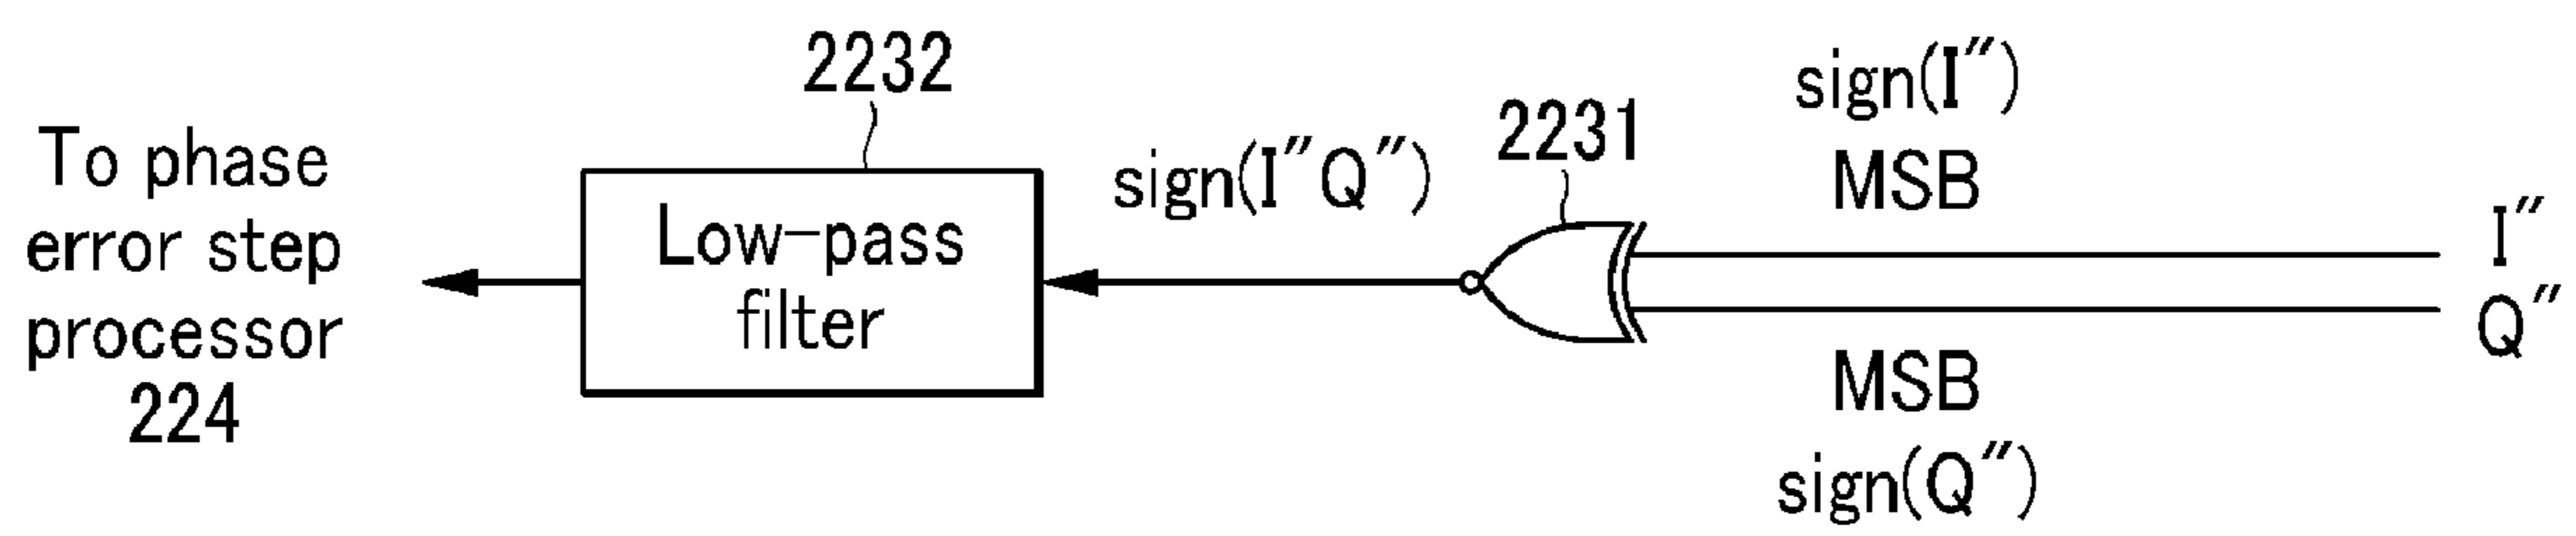 To phase
error step
processor
224
2232
Low-pass
filter
sign(I″Q″)
2231
sign(I″)
MSB
MSB
sign(Q″)
I″
Q″